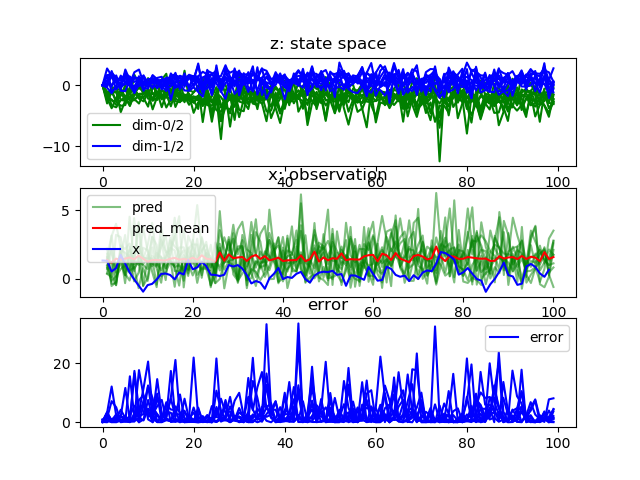 z: state space
0
−10
dim-0/2
dim-1/2
0 20 40 60 80 100
x: observation
5
0
pred
pred_mean
x
0 20 40 60 80 100
error
20
0
error
0 20 40 60 80 100